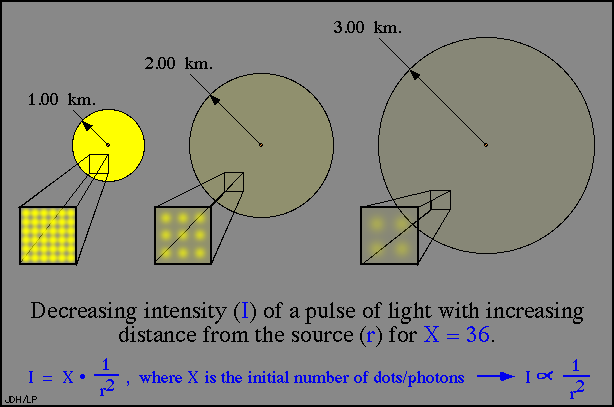 3.00 km.
2.00 km.
1.00 km.
Decreasing intensity (I) of a pulse of light with increasing
distance from the source (r) for X = 36.
I = X • 1/r², where X is the initial number of dots/photons ⟶ I ∝ 1/r²
JDH/LP